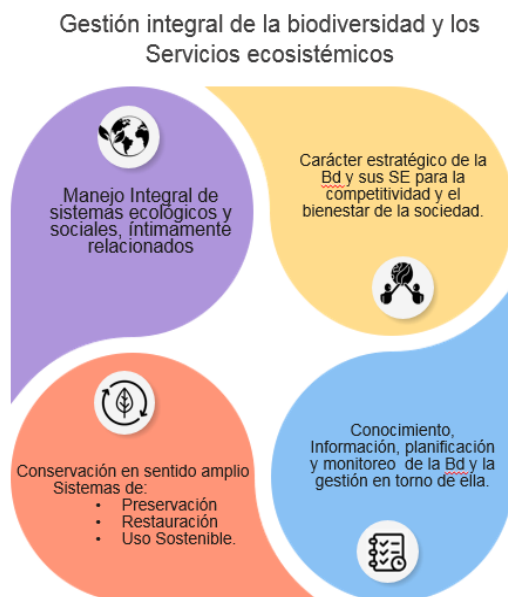 Gestión integral de la biodiversidad y los
Servicios ecosistémicos
Manejo Integral de
sistemas ecológicos y
sociales, íntimamente
relacionados
Carácter estratégico de la
Bd y sus SE para la
competitividad y el
bienestar de la sociedad.
Conservación en sentido amplio
Sistemas de:
• Preservación
• Restauración
• Uso Sostenible.
Conocimiento,
Información, planificación
y monitoreo de la Bd y la
gestión en torno de ella.